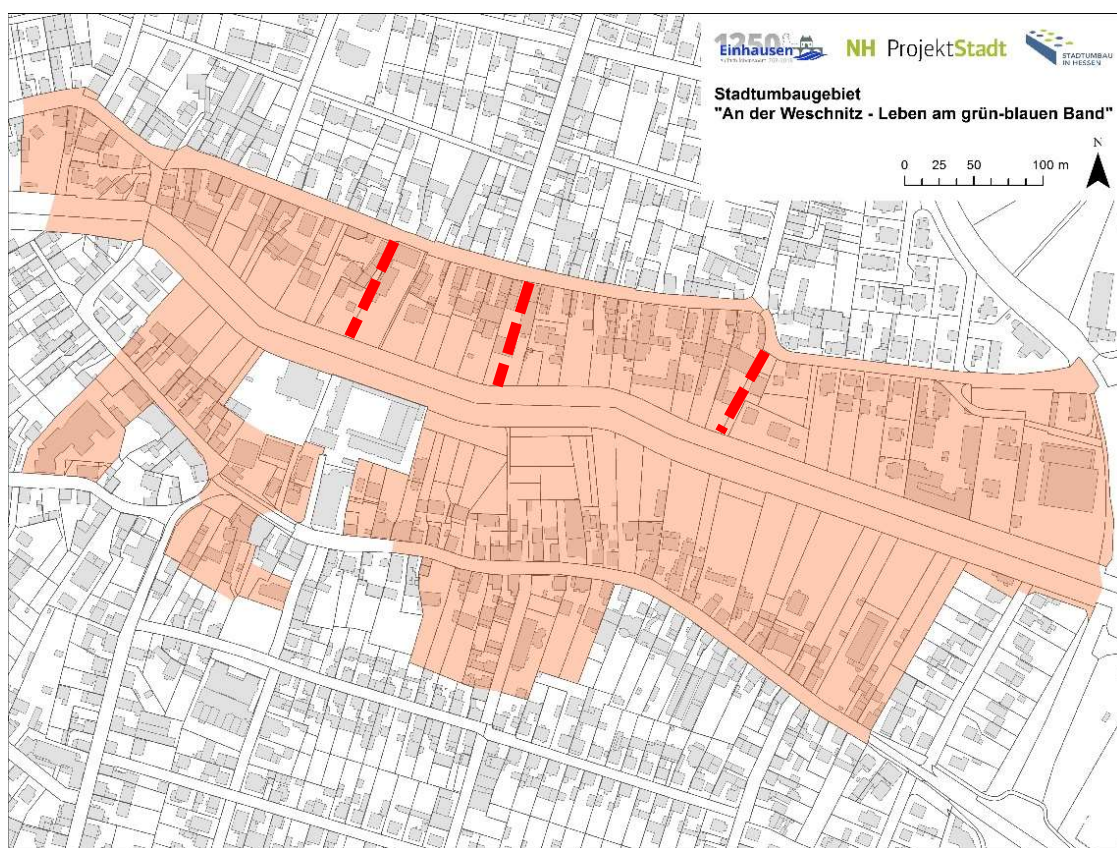 1250
Einhausen
NH ProjektStadt
STADTUMBAU
IN HESSEN
Stadtumbaugebiet
"An der Weschnitz - Leben am grün-blauen Band"
N
0 25 50 100 m